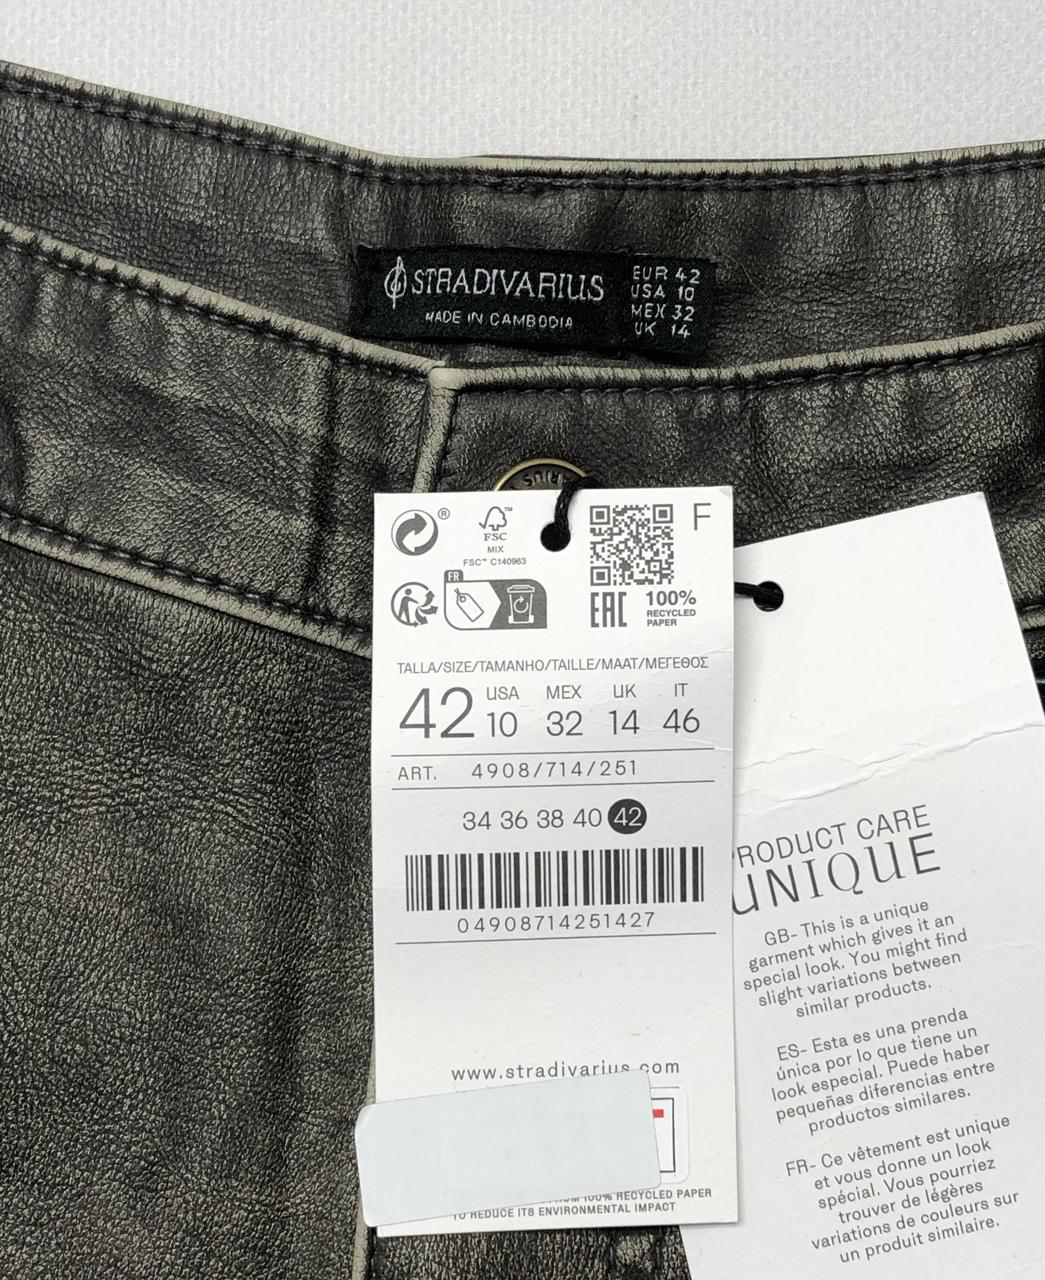 STRADIVARIUS
MADE IN CAMBODIA
EUR 42
USA 10
MEX 32
UK 14
®
FSC™
MIX
FSC™ C140963
F
FR
EAC
100%
RECYCLED
PAPER
TALLA/SIZE/TAMANHO/TAILLE/MAAT/ΜΕΓΕΘΟΣ
42
USA MEX UK IT
10 32 14 46
ART. 4908/714/251
34 36 38 40 42
04908714251427
www.stradivarius.com
100% RECYCLED PAPER
TO REDUCE ITS ENVIRONMENTAL IMPACT
PRODUCT CARE
UNIQUE
GB- This is a unique
garment which gives it an
special look. You might find
slight variations between
similar products.
ES- Esta es una prenda
única por lo que tiene un
look especial. Puede haber
pequeñas diferencias entre
productos similares.
FR- Ce vêtement est unique
et vous donne un look
spécial. Vous pourriez
trouver de légères
variations de couleurs sur
un produit similaire.